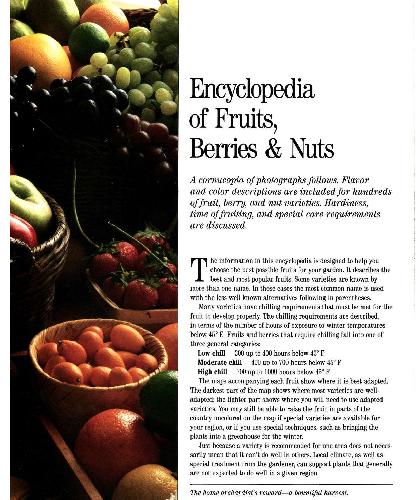 Encyclopedia
of Fruits,
Berries & Nuts
A cornucopia of photographs follows. Flavor
and color descriptions are included for hundreds
of fruit, berry, and nut varieties. Hardiness,
time of fruiting, and special care requirements
are discussed.
The information in this encyclopedia is designed to help you
choose the best possible fruits for your garden. It describes the
best and most popular fruits. Some varieties are known by
more than one name. In those cases the most common name is used
with the less well-known alternatives following in parentheses.
Many varieties have chilling requirements that must be met for the
fruit to develop properly. The chilling requirements are described,
in terms of the number of hours of exposure to winter temperatures
below 45° F. Fruits and berries that require chilling fall into one of
three general categories:
Low chill 300 up to 400 hours below 45° F
Moderate chill 400 to 700 hours below 45° F
High chill 700 up to 1000 hours below 45° F
The maps accompanying each fruit show where it is best adapted.
The darkest part of the map shows where most varieties are well-
adapted; the lighter part shows where you will need to use adapted
varieties. You may still be able to raise the fruit in parts of the
country uncolored on the map if special varieties are available for
your region, or if you use special techniques, such as bringing the
plants into a greenhouse for the winter.
Just because a variety is recommended for one area does not neces-
sarily mean that it can't do well in others. Local climate, as well as
special treatment from the gardener, can support plants that generally
are not expected to do well in a given region.
The home orchardist's reward—a bountiful harvest.